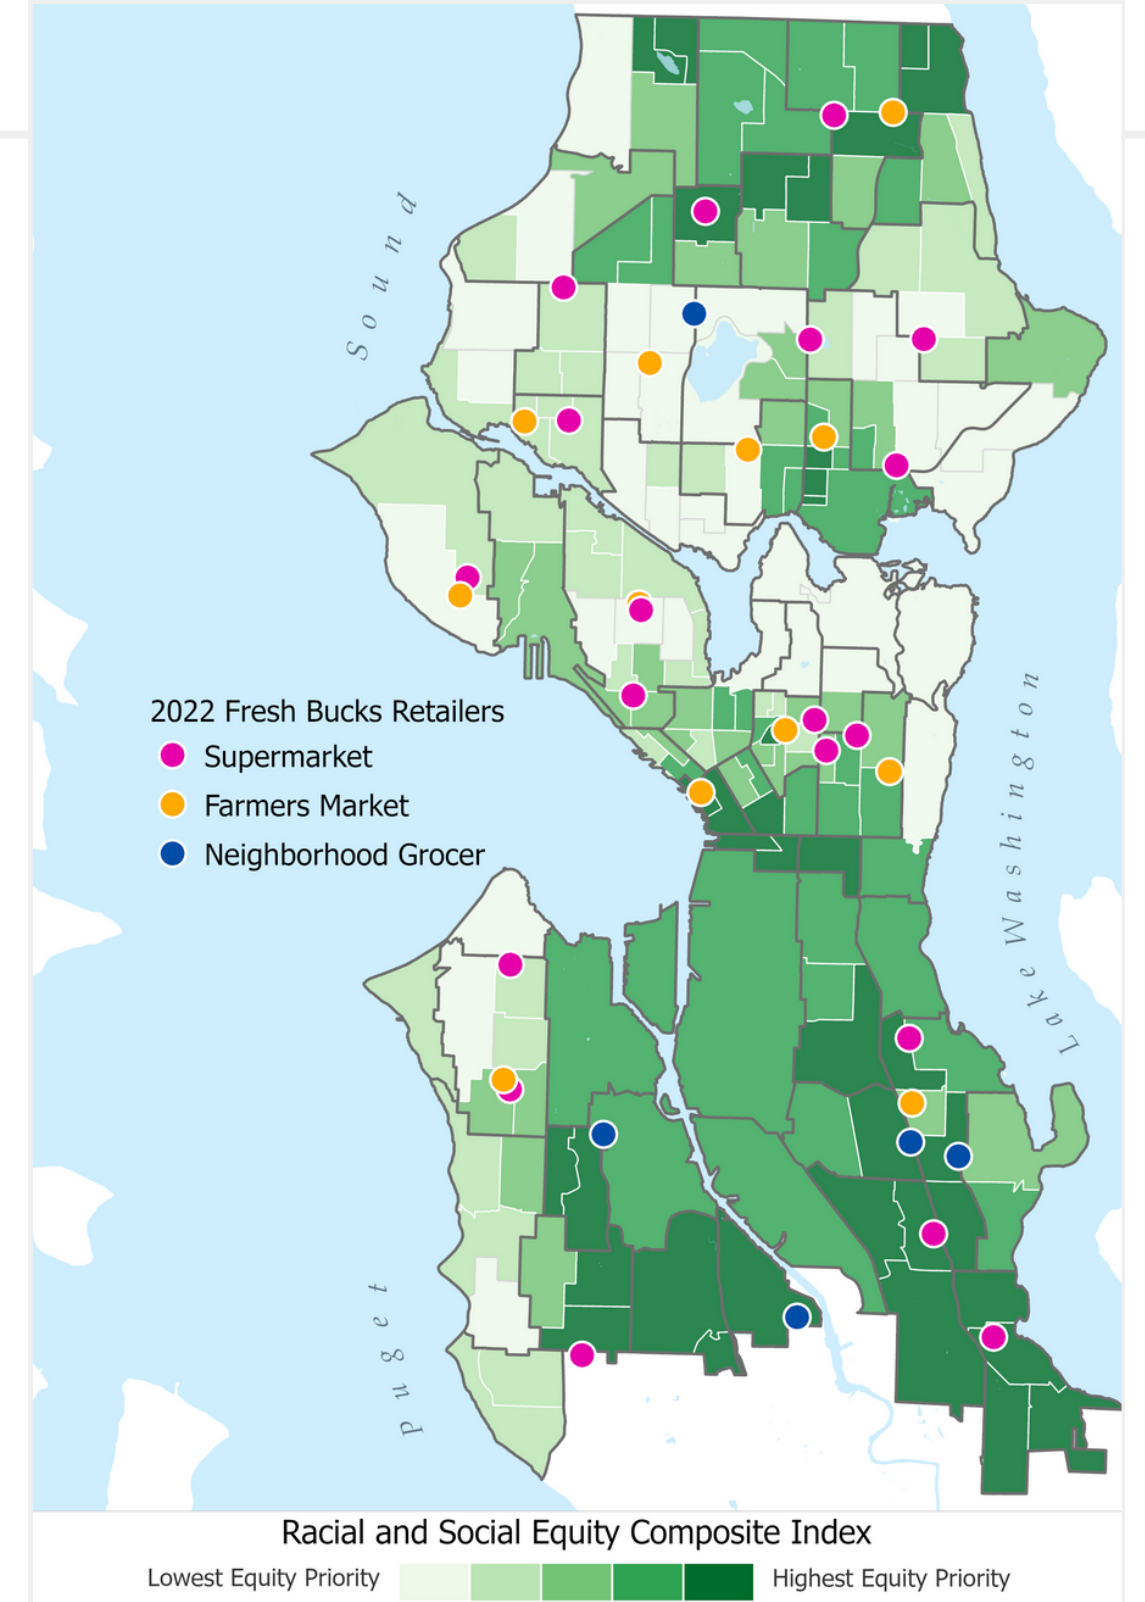 Sound
2022 Fresh Bucks Retailers
Supermarket
Farmers Market
Neighborhood Grocer
Lake Washington
Puget
Racial and Social Equity Composite Index
Lowest Equity Priority
Highest Equity Priority